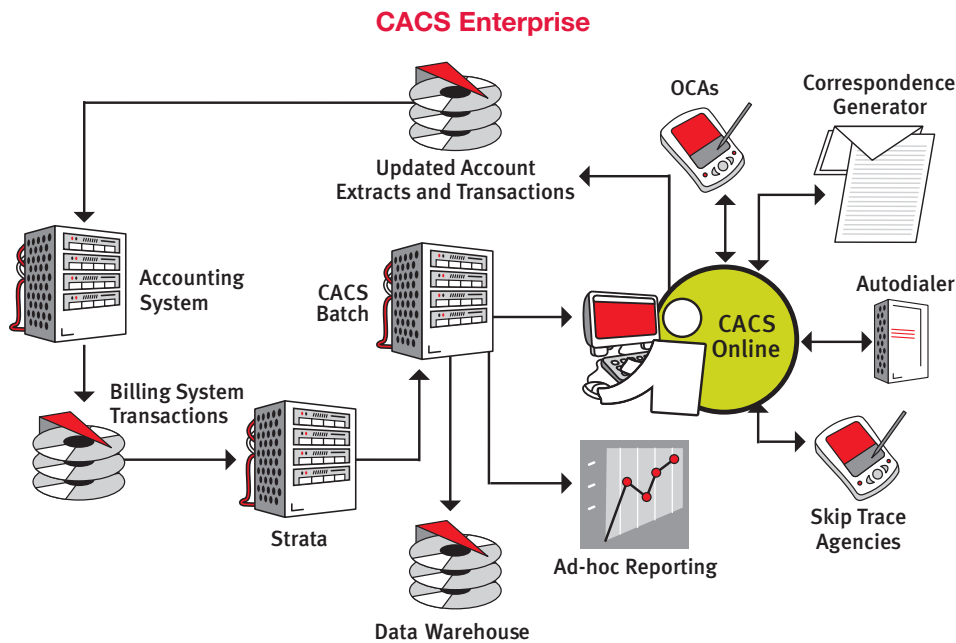 CACS Enterprise
OCAs
Correspondence
Generator
Updated Account
Extracts and Transactions
Accounting
System
CACS
Batch
CACS
Online
Autodialer
Billing System
Transactions
Strata
Skip Trace
Agencies
Ad-hoc Reporting
Data Warehouse